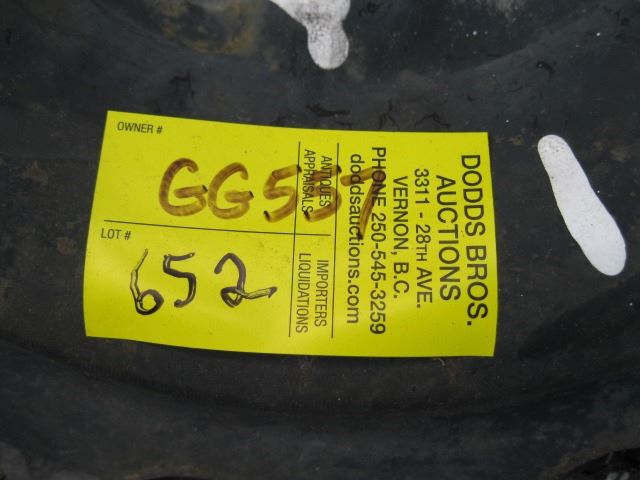 OWNER #
GG557
LOT #
652
DODDS BROS.
AUCTIONS
3311 - 28TH AVE.
VERNON, B.C.
PHONE 250-545-3259
doddsauctions.com
ANTIQUES IMPORTERS
APPRAISALS LIQUIDATIONS